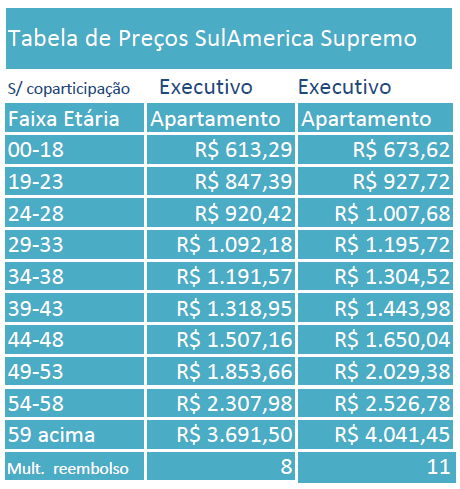 Tabela de Preços SulAmerica Supremo
S/ coparticipação Executivo Executivo
Faixa Etária Apartamento Apartamento
00-18 R$ 613,29 R$ 673,62
19-23 R$ 847,39 R$ 927,72
24-28 R$ 920,42 R$ 1.007,68
29-33 R$ 1.092,18 R$ 1.195,72
34-38 R$ 1.191,57 R$ 1.304,52
39-43 R$ 1.318,95 R$ 1.443,98
44-48 R$ 1.507,16 R$ 1.650,04
49-53 R$ 1.853,66 R$ 2.029,38
54-58 R$ 2.307,98 R$ 2.526,78
59 acima R$ 3.691,50 R$ 4.041,45
Mult. reembolso 8 11